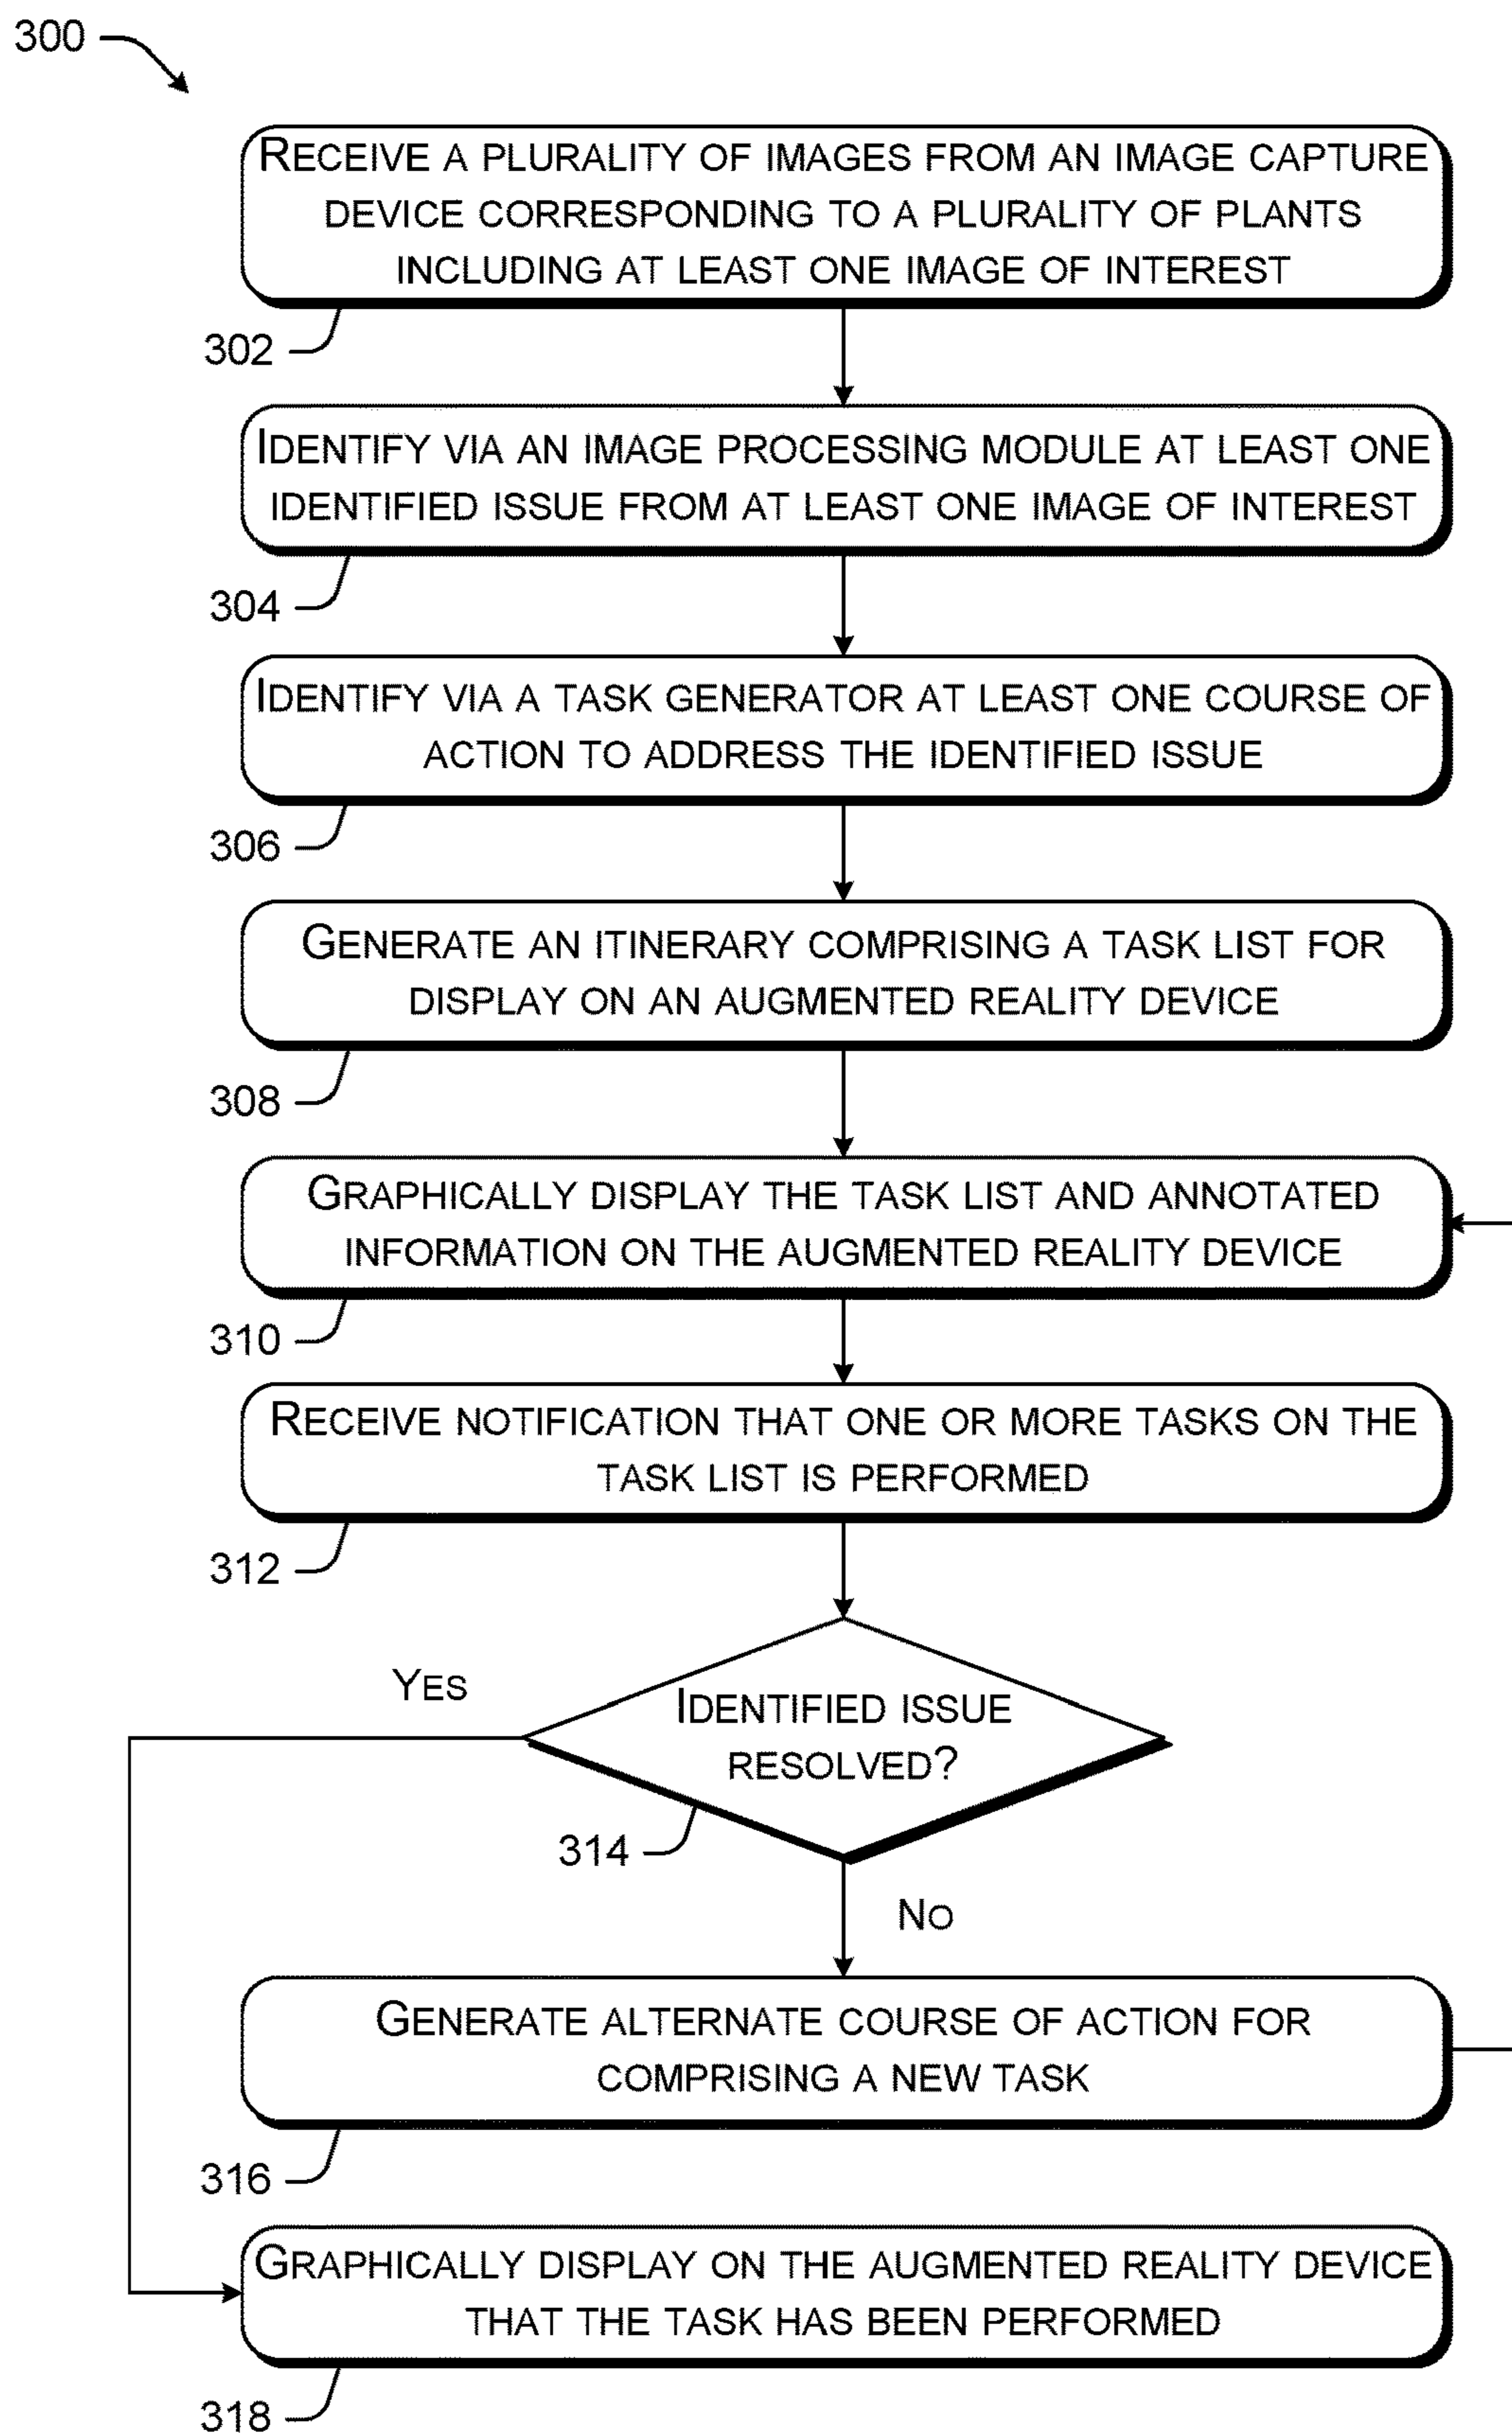 300
RECEIVE A PLURALITY OF IMAGES FROM AN IMAGE CAPTURE
DEVICE CORRESPONDING TO A PLURALITY OF PLANTS
INCLUDING AT LEAST ONE IMAGE OF INTEREST
302
IDENTIFY VIA AN IMAGE PROCESSING MODULE AT LEAST ONE
IDENTIFIED ISSUE FROM AT LEAST ONE IMAGE OF INTEREST
304
IDENTIFY VIA A TASK GENERATOR AT LEAST ONE COURSE OF
ACTION TO ADDRESS THE IDENTIFIED ISSUE
306
GENERATE AN ITINERARY COMPRISING A TASK LIST FOR
DISPLAY ON AN AUGMENTED REALITY DEVICE
308
GRAPHICALLY DISPLAY THE TASK LIST AND ANNOTATED
INFORMATION ON THE AUGMENTED REALITY DEVICE
310
RECEIVE NOTIFICATION THAT ONE OR MORE TASKS ON THE
TASK LIST IS PERFORMED
312
YES
IDENTIFIED ISSUE
RESOLVED?
314
NO
GENERATE ALTERNATE COURSE OF ACTION FOR
COMPRISING A NEW TASK
316
GRAPHICALLY DISPLAY ON THE AUGMENTED REALITY DEVICE
THAT THE TASK HAS BEEN PERFORMED
318